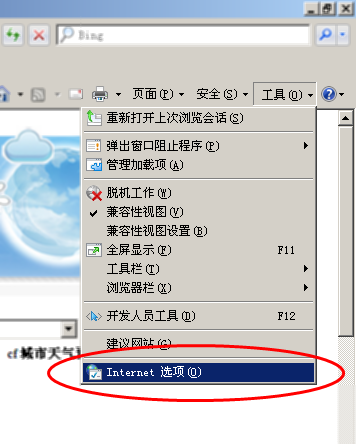 Bing
页面(P) 安全(S) 工具(O)
重新打开上次浏览会话(S)
弹出窗口阻止程序(P)
管理加载项(A)
脱机工作(W)
兼容性视图(V)
兼容性视图设置(B)
全屏显示(F) F11
工具栏(T)
浏览器栏(X)
开发人员工具(D) F12
建议网站(G)
cf城市天气
Internet 选项(O)